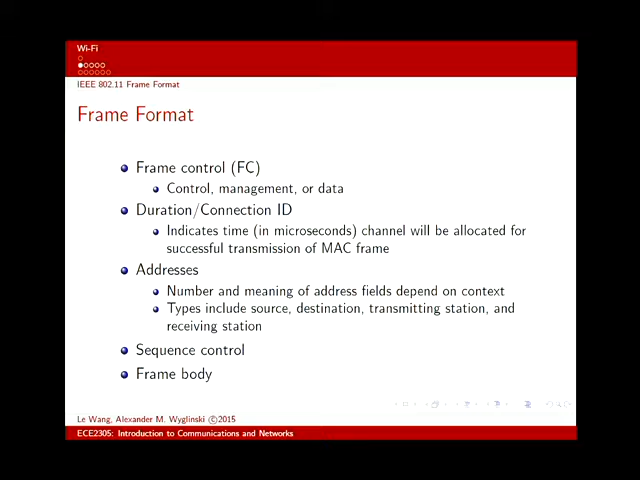 Wi-Fi
IEEE 802.11 Frame Format
Frame Format
Frame control (FC)
Control, management, or data
Duration/Connection ID
Indicates time (in microseconds) channel will be allocated for
successful transmission of MAC frame
Addresses
Number and meaning of address fields depend on context
Types include source, destination, transmitting station, and
receiving station
Sequence control
Frame body
Le Wang, Alexander M. Wyglinski ©2015
ECE2305: Introduction to Communications and Networks